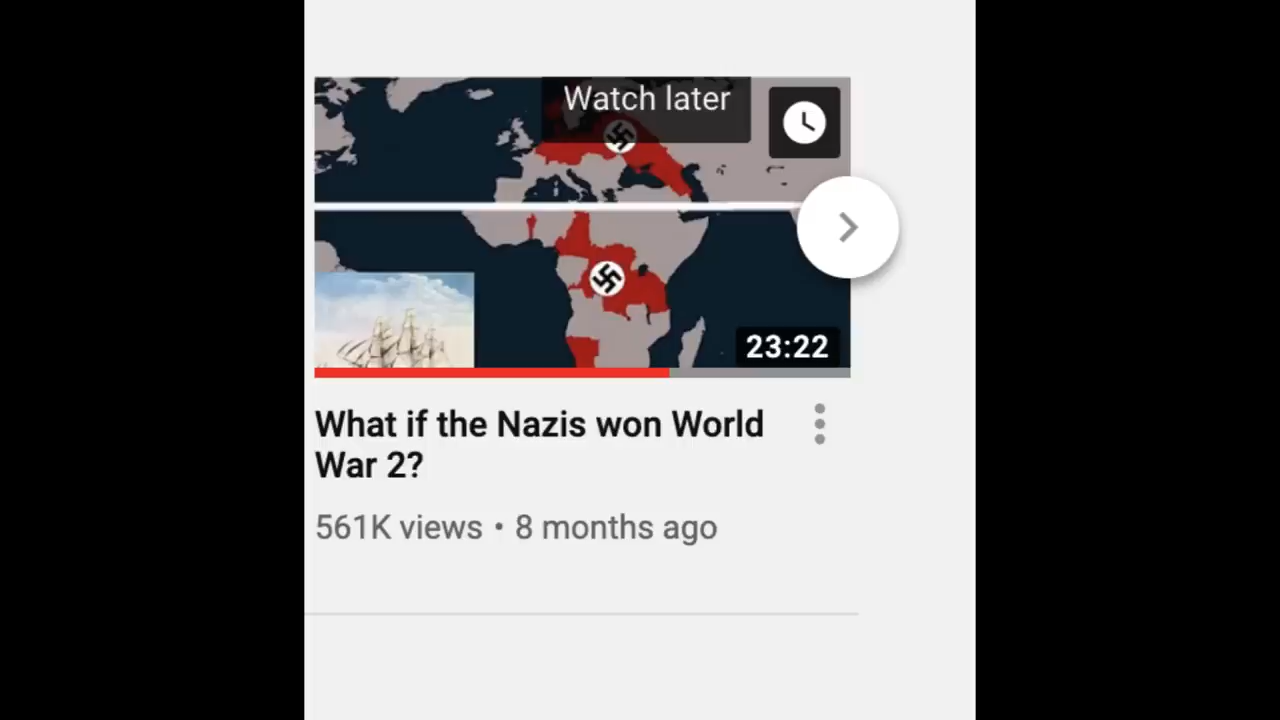 Watch later
23:22
What if the Nazis won World
War 2?
561K views • 8 months ago